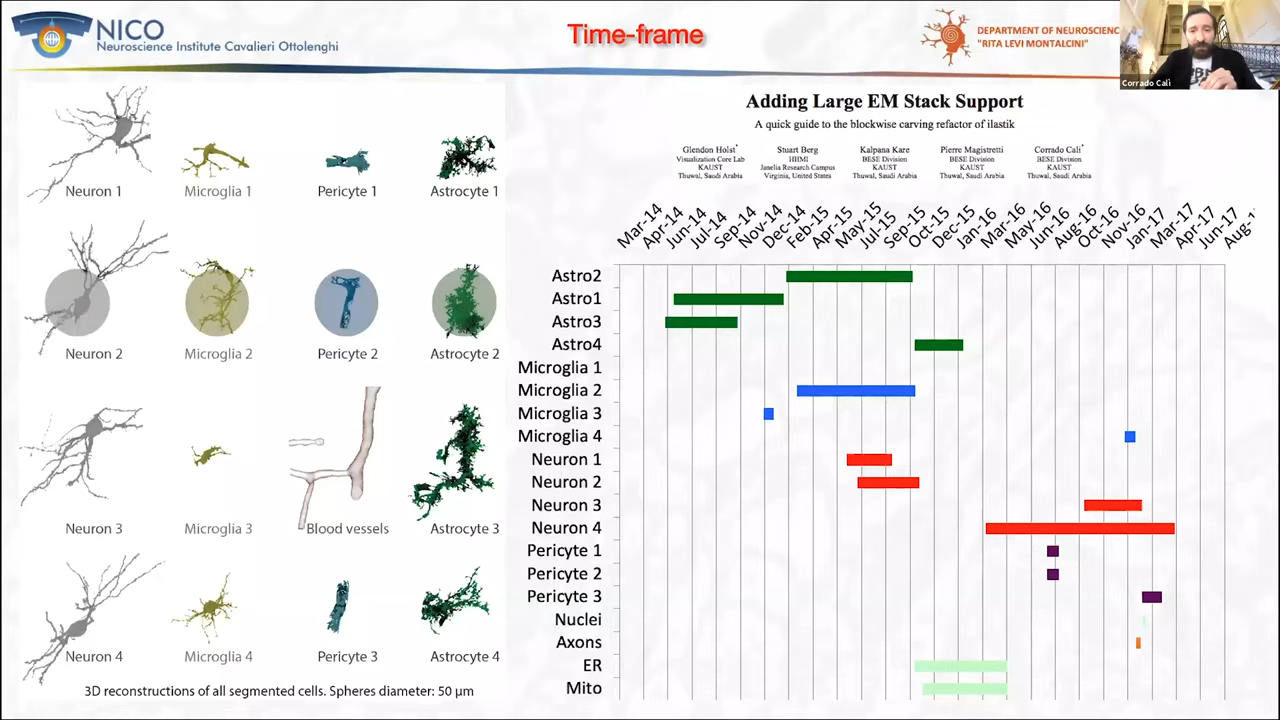 NICO
Neuroscience Institute Cavalieri Ottolenghi
Time-frame
DEPARTMENT OF NEUROSCIENC
"RITA LEVI MONTALCINI"
Corrado Calì
Neuron 1
Microglia 1
Pericyte 1
Astrocyte 1
Neuron 2
Microglia 2
Pericyte 2
Astrocyte 2
Neuron 3
Microglia 3
Blood vessels
Astrocyte 3
Neuron 4
Microglia 4
Pericyte 3
Astrocyte 4
3D reconstructions of all segmented cells. Spheres diameter: 50 µm
Adding Large EM Stack Support
A quick guide to the blockwise carving refactor of ilastik
Glendon Holst*
Visualization Core Lab
KAUST
Thuwal, Saudi Arabia
Stuart Berg
HHMI
Janelia Research Campus
Virginia, United States
Kalpana Kare
BESE Division
KAUST
Thuwal, Saudi Arabia
Pierre Magistretti
BESE Division
KAUST
Thuwal, Saudi Arabia
Corrado Calì*
BESE Division
KAUST
Thuwal, Saudi Arabia
Mar-14
Apr-14
Jun-14
Jul-14
Sep-14
Nov-14
Dec-14
Feb-15
Apr-15
May-15
Jul-15
Sep-15
Oct-15
Dec-15
Jan-16
Mar-16
May-16
Jun-16
Aug-16
Oct-16
Nov-16
Jan-17
Mar-17
Apr-17
Jun-17
Aug-1
Astro2
Astro1
Astro3
Astro4
Microglia 1
Microglia 2
Microglia 3
Microglia 4
Neuron 1
Neuron 2
Neuron 3
Neuron 4
Pericyte 1
Pericyte 2
Pericyte 3
Nuclei
Axons
ER
Mito